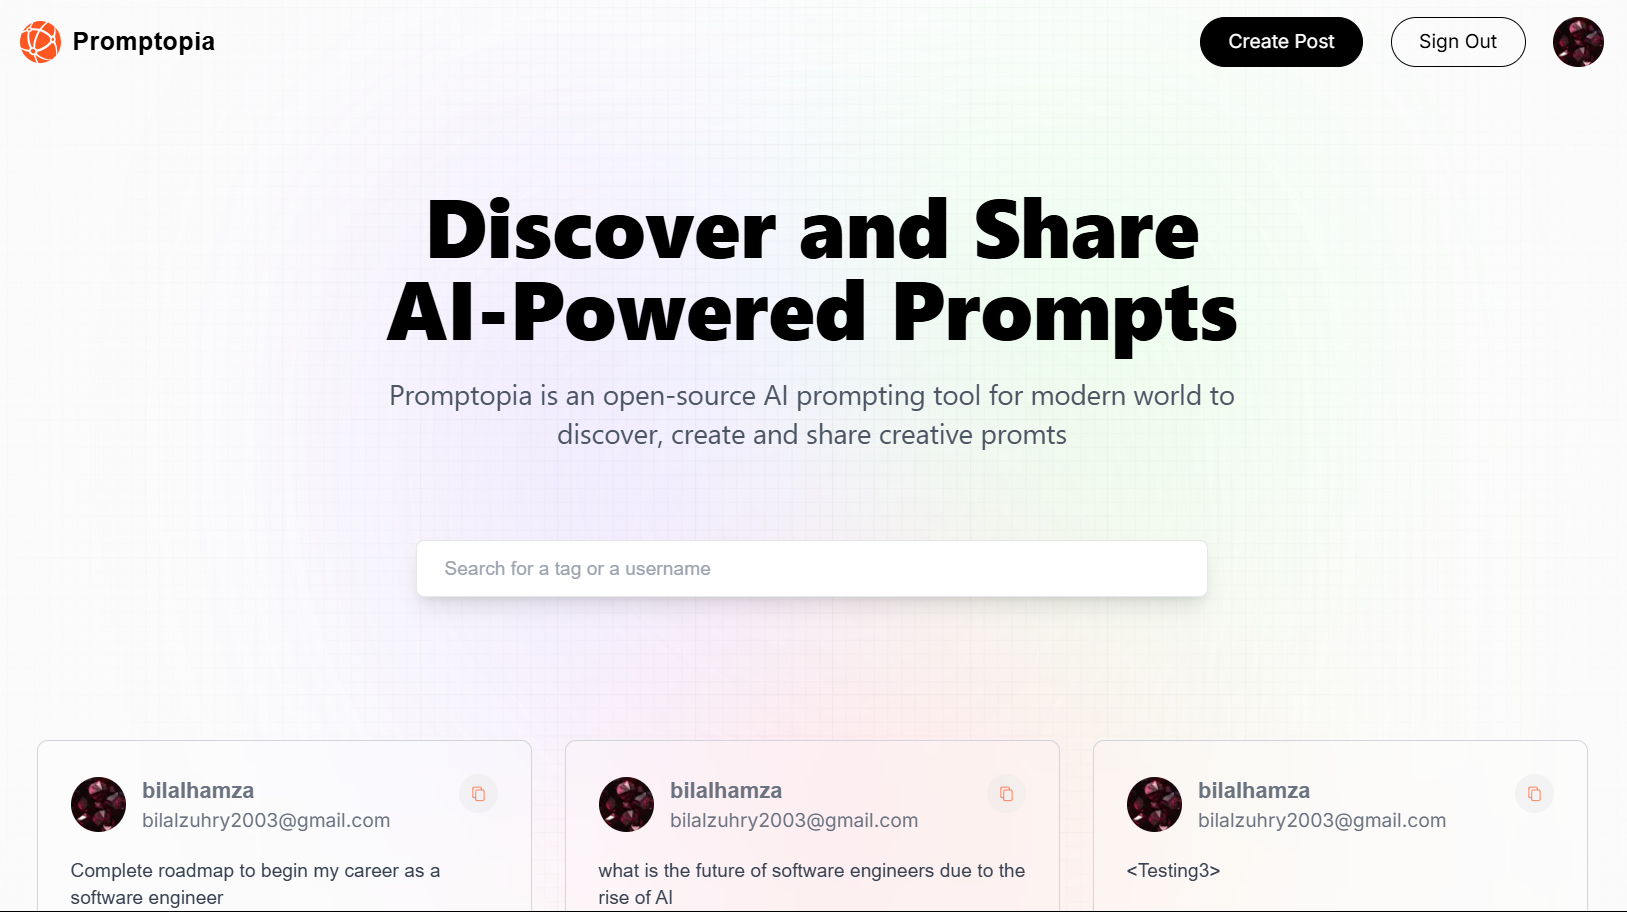 Promptopia
Create Post
Sign Out
Discover and Share
AI-Powered Prompts
Promptopia is an open-source AI prompting tool for modern world to
discover, create and share creative promts
Search for a tag or a username
bilalhamza
bilalzuhry2003@gmail.com
Complete roadmap to begin my career as a
software engineer
bilalhamza
bilalzuhry2003@gmail.com
what is the future of software engineers due to the
rise of AI
bilalhamza
bilalzuhry2003@gmail.com
<Testing3>